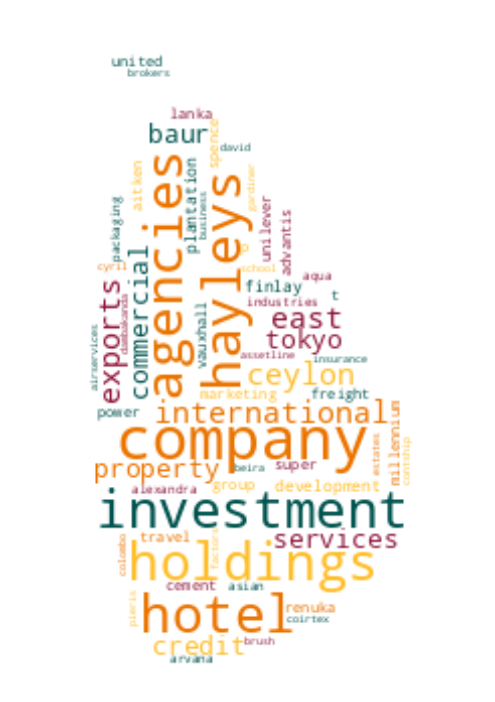 united
brokers
lanka
baur
spence
david
agencies
hayleys
aitken
plantation
gardiner
business
packaging
unilever
advantis
commercial
cyril
school
aqua
exports
finlay
t
dambakanda
industries
vauxhall
east
tokyo
airservices
assetline
insurance
ceylon
marketing
freight
power
international
millennium
company
estates
property
beira
super
alexandra
group
development
investment
services
colombo
travel
factors
holdings
cement
asian
pieris
hotel
renuka
coirtex
credit
brush
arvana